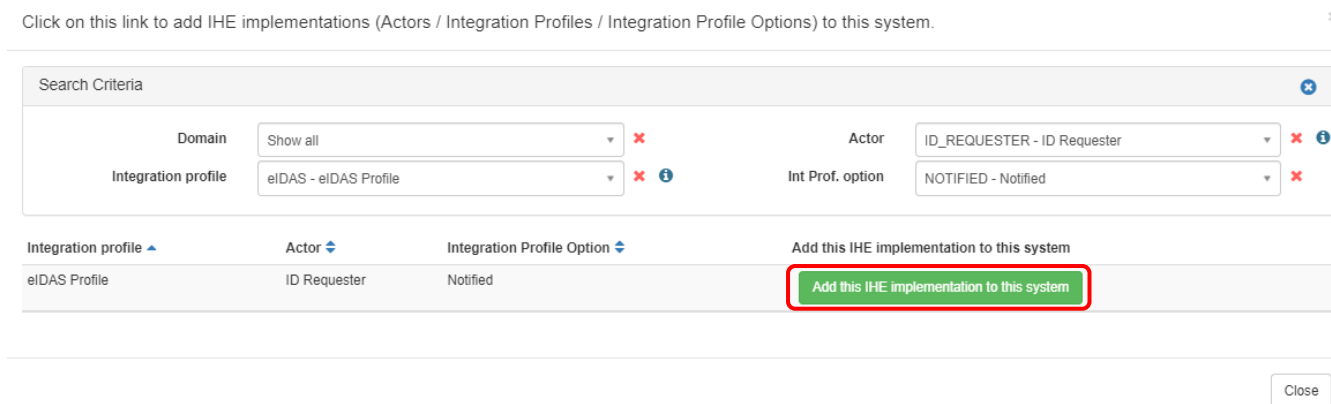 Click on this link to add IHE implementations (Actors / Integration Profiles / Integration Profile Options) to this system.
Search Criteria
Domain Show all Actor ID_REQUESTER - ID Requester
Integration profile eIDAS - eIDAS Profile Int Prof. option NOTIFIED - Notified
Integration profile Actor Integration Profile Option Add this IHE implementation to this system
eIDAS Profile ID Requester Notified Add this IHE implementation to this system
Close